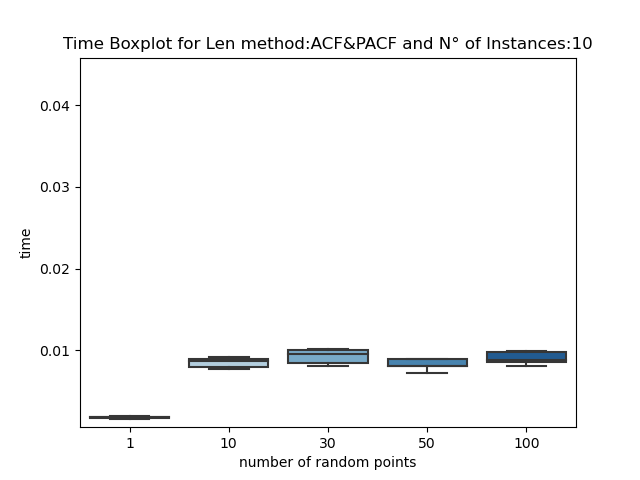 Time Boxplot for Len method:ACF&PACF and N° of Instances:10
0.04
0.03
0.02
0.01
time
1 10 30 50 100
number of random points